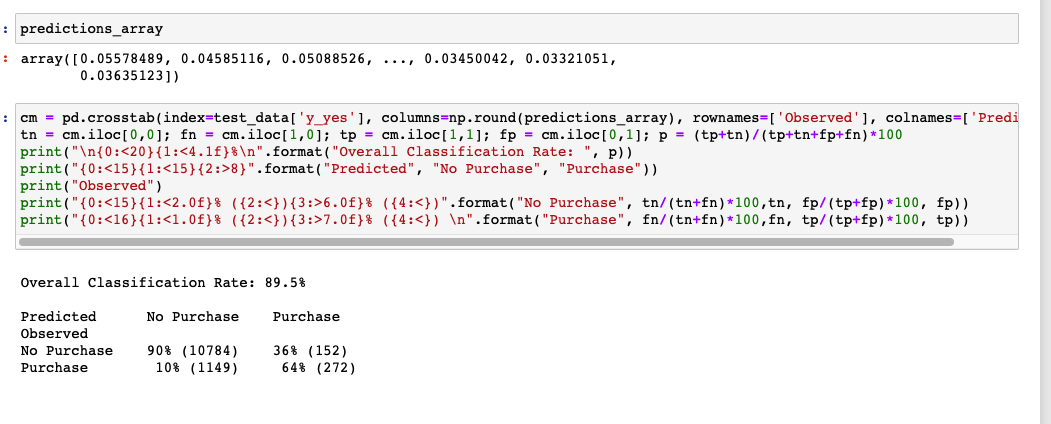 : predictions_array
: array([0.05578489, 0.04585116, 0.05088526, ..., 0.03450042, 0.03321051,
0.03635123])
: cm = pd.crosstab(index=test_data['y_yes'], columns=np.round(predictions_array), rownames=['Observed'], colnames=['Predi
tn = cm.iloc[0,0]; fn = cm.iloc[1,0]; tp = cm.iloc[1,1]; fp = cm.iloc[0,1]; p = (tp+tn)/(tp+tn+fp+fn)*100
print("\n{0:<20}{1:<4.1f}%\n".format("Overall Classification Rate: ", p))
print("{0:<15}{1:<15}{2:>8}".format("Predicted", "No Purchase", "Purchase"))
print("Observed")
print("{0:<15}{1:<2.0f}% ({2:<}){3:>6.0f}% ({4:<})".format("No Purchase", tn/(tn+fn)*100,tn, fp/(tp+fp)*100, fp))
print("{0:<16}{1:<1.0f}% ({2:<}){3:>7.0f}% ({4:<}) \n".format("Purchase", fn/(tn+fn)*100,fn, tp/(tp+fp)*100, tp))
Overall Classification Rate: 89.5%
Predicted No Purchase Purchase
Observed
No Purchase 90% (10784) 36% (152)
Purchase 10% (1149) 64% (272)